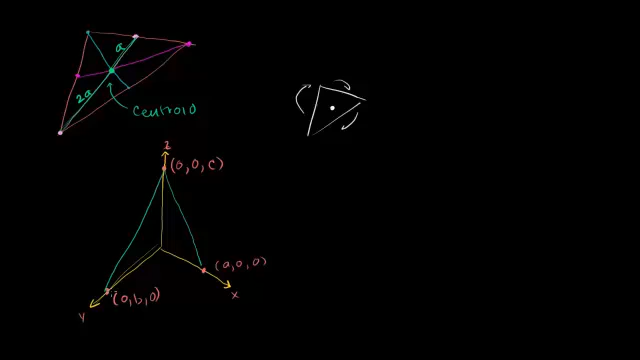 a
2a
Centroid
z
(0, 0, c)
(a, 0, 0)
(0, b, 0)
x
y